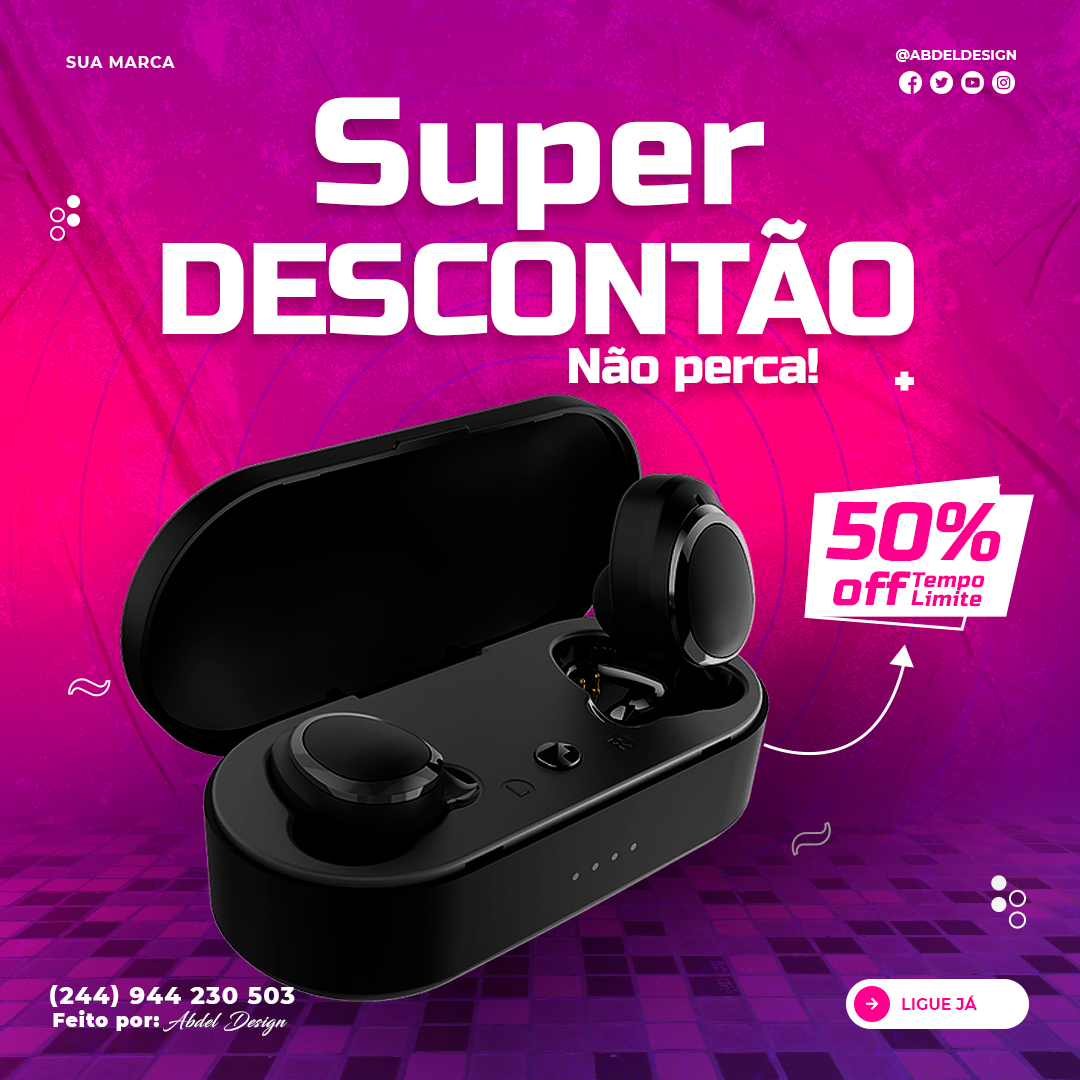 SUA MARCA
@ABDELDESIGN
Super
DESCONTÃO
Não perca!
50%
off Tempo
Limite
L
R
(244) 944 230 503
Feito por: Abdel Design
LIGUE JÁ